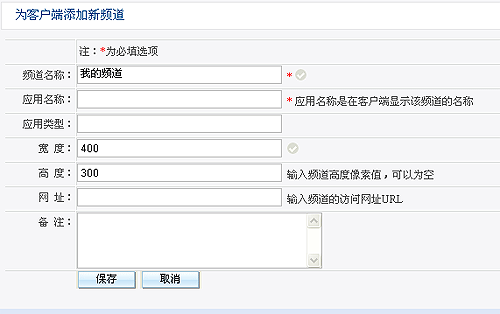 为客户端添加新频道
注：*为必填选项
频道名称： 我的频道 *
应用名称： * 应用名称是在客户端显示该频道的名称
应用类型：
宽 度： 400
高 度： 300 输入频道高度像素值，可以为空
网 址： 输入频道的访问网址URL
备 注：
保存 取消